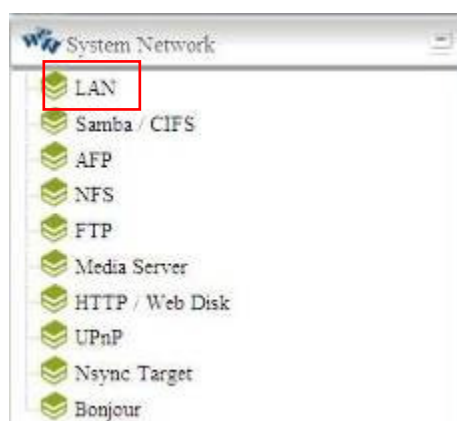 System Network
LAN
Samba / CIFS
AFP
NFS
FTP
Media Server
HTTP / Web Disk
UPnP
Nsync Target
Bonjour